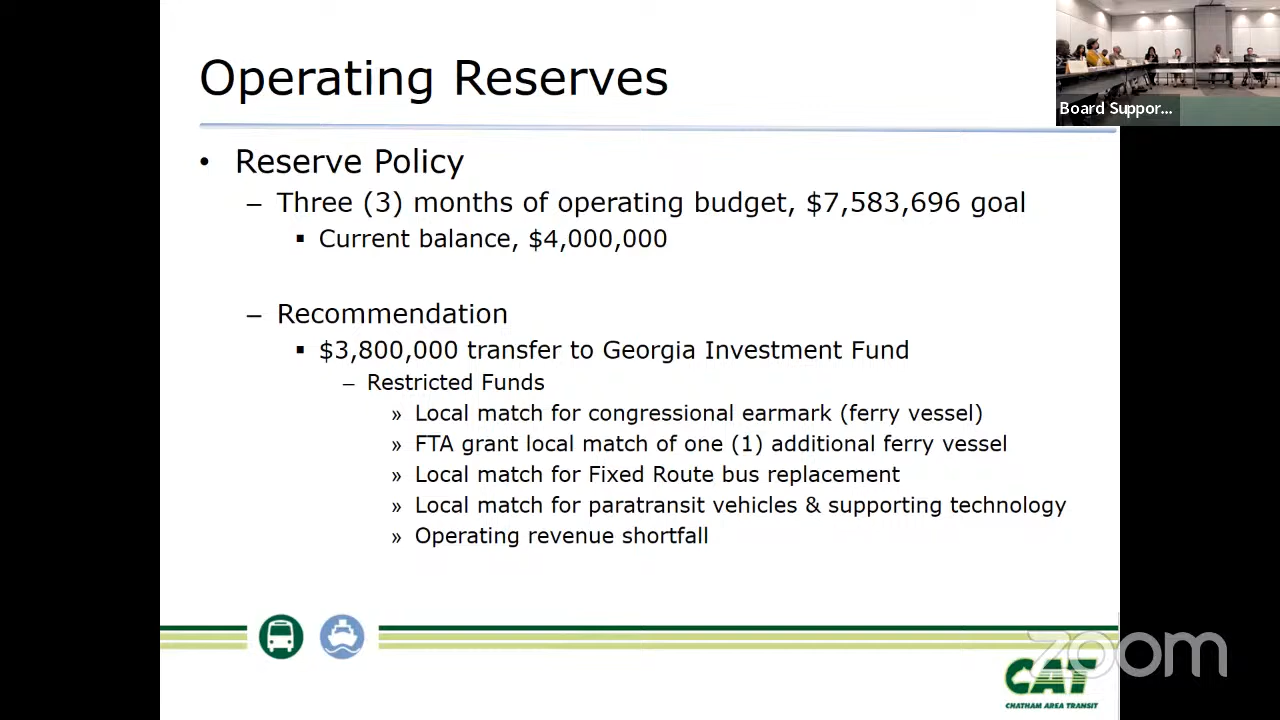 Operating Reserves
Board Suppor...
• Reserve Policy
– Three (3) months of operating budget, $7,583,696 goal
▪ Current balance, $4,000,000
– Recommendation
▪ $3,800,000 transfer to Georgia Investment Fund
– Restricted Funds
» Local match for congressional earmark (ferry vessel)
» FTA grant local match of one (1) additional ferry vessel
» Local match for Fixed Route bus replacement
» Local match for paratransit vehicles & supporting technology
» Operating revenue shortfall
zoom
CAT
CHATHAM AREA TRANSIT